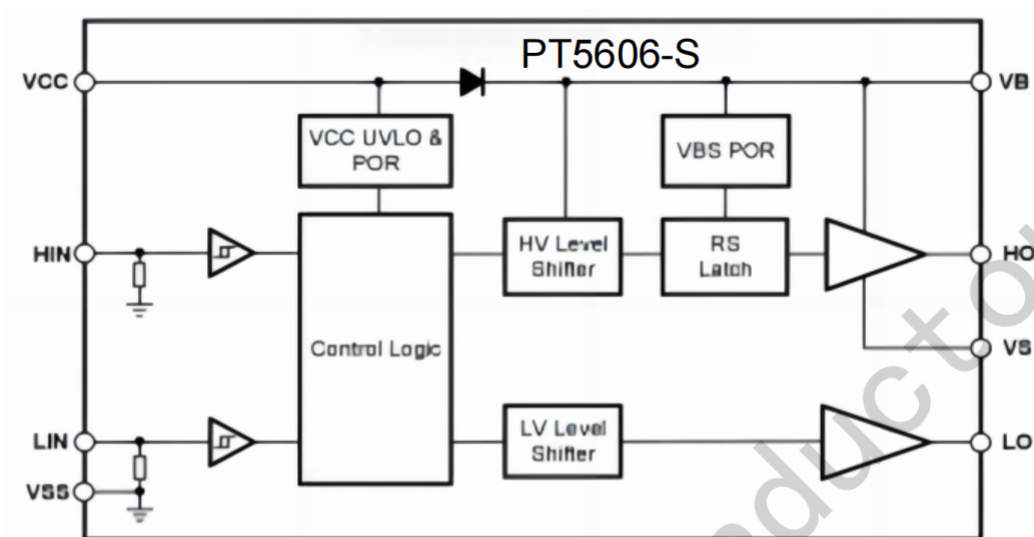 PT5606-S
VCC
VB
VCC UVLO &
POR
VBS POR
HIN
HV Level
Shifter
RS
Latch
HO
Control Logic
VS
LIN
LV Level
Shifter
LO
VSS